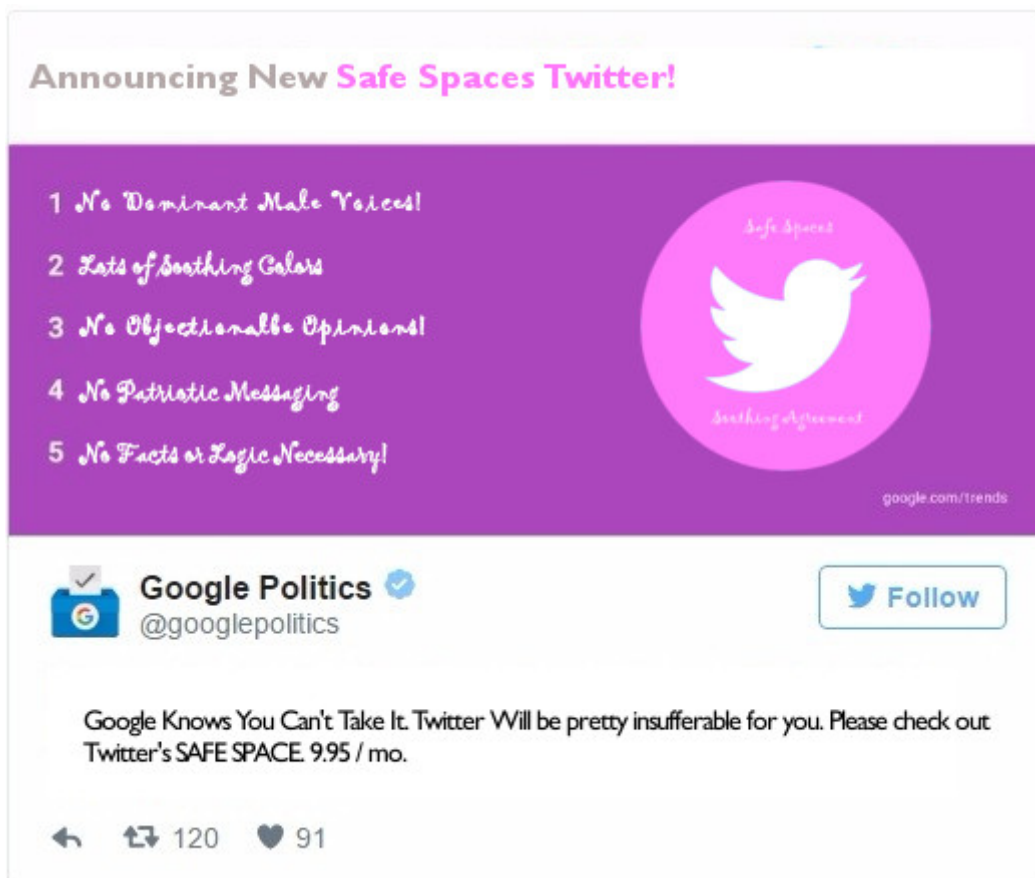 Announcing New Safe Spaces Twitter!
1 No Dominant Male Voices!
2 Lots of Soothing Colors
3 No Objectionalbe Opinions!
4 No Patriotic Messaging
5 No Facts or Logic Necessary!
Safe Spaces
Soothing Agreement
google.com/trends
Google Politics
@googlepolitics
Follow
Google Knows You Can't Take It. Twitter Will be pretty insufferable for you. Please check out
Twitter's SAFE SPACE. 9.95 / mo.
120 91